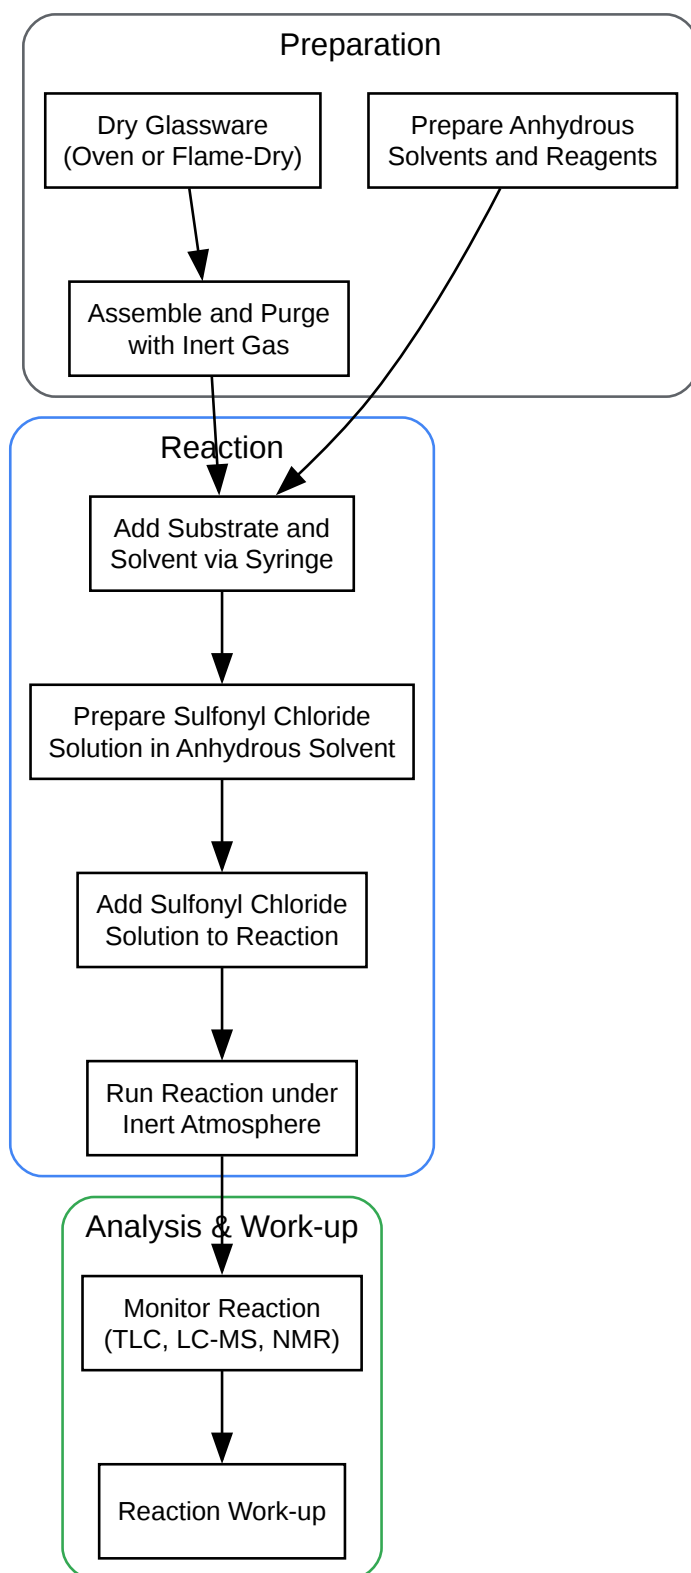 Preparation
Dry Glassware
(Oven or Flame-Dry)
Prepare Anhydrous
Solvents and Reagents
Assemble and Purge
with Inert Gas
Reaction
Add Substrate and
Solvent via Syringe
Prepare Sulfonyl Chloride
Solution in Anhydrous Solvent
Add Sulfonyl Chloride
Solution to Reaction
Run Reaction under
Inert Atmosphere
Analysis & Work-up
Monitor Reaction
(TLC, LC-MS, NMR)
Reaction Work-up